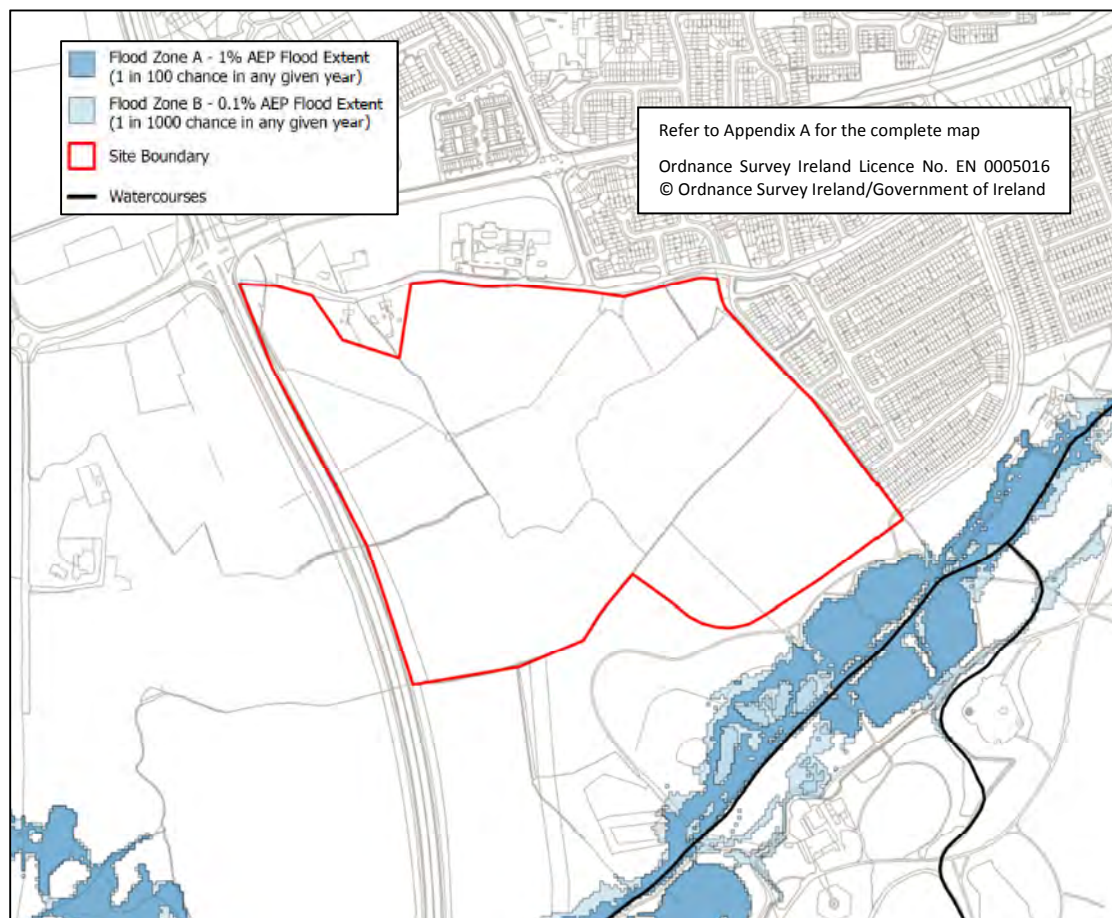 Flood Zone A - 1% AEP Flood Extent
(1 in 100 chance in any given year)
Flood Zone B - 0.1% AEP Flood Extent
(1 in 1000 chance in any given year)
Site Boundary
Watercourses
Refer to Appendix A for the complete map
Ordnance Survey Ireland Licence No. EN 0005016
© Ordnance Survey Ireland/Government of Ireland